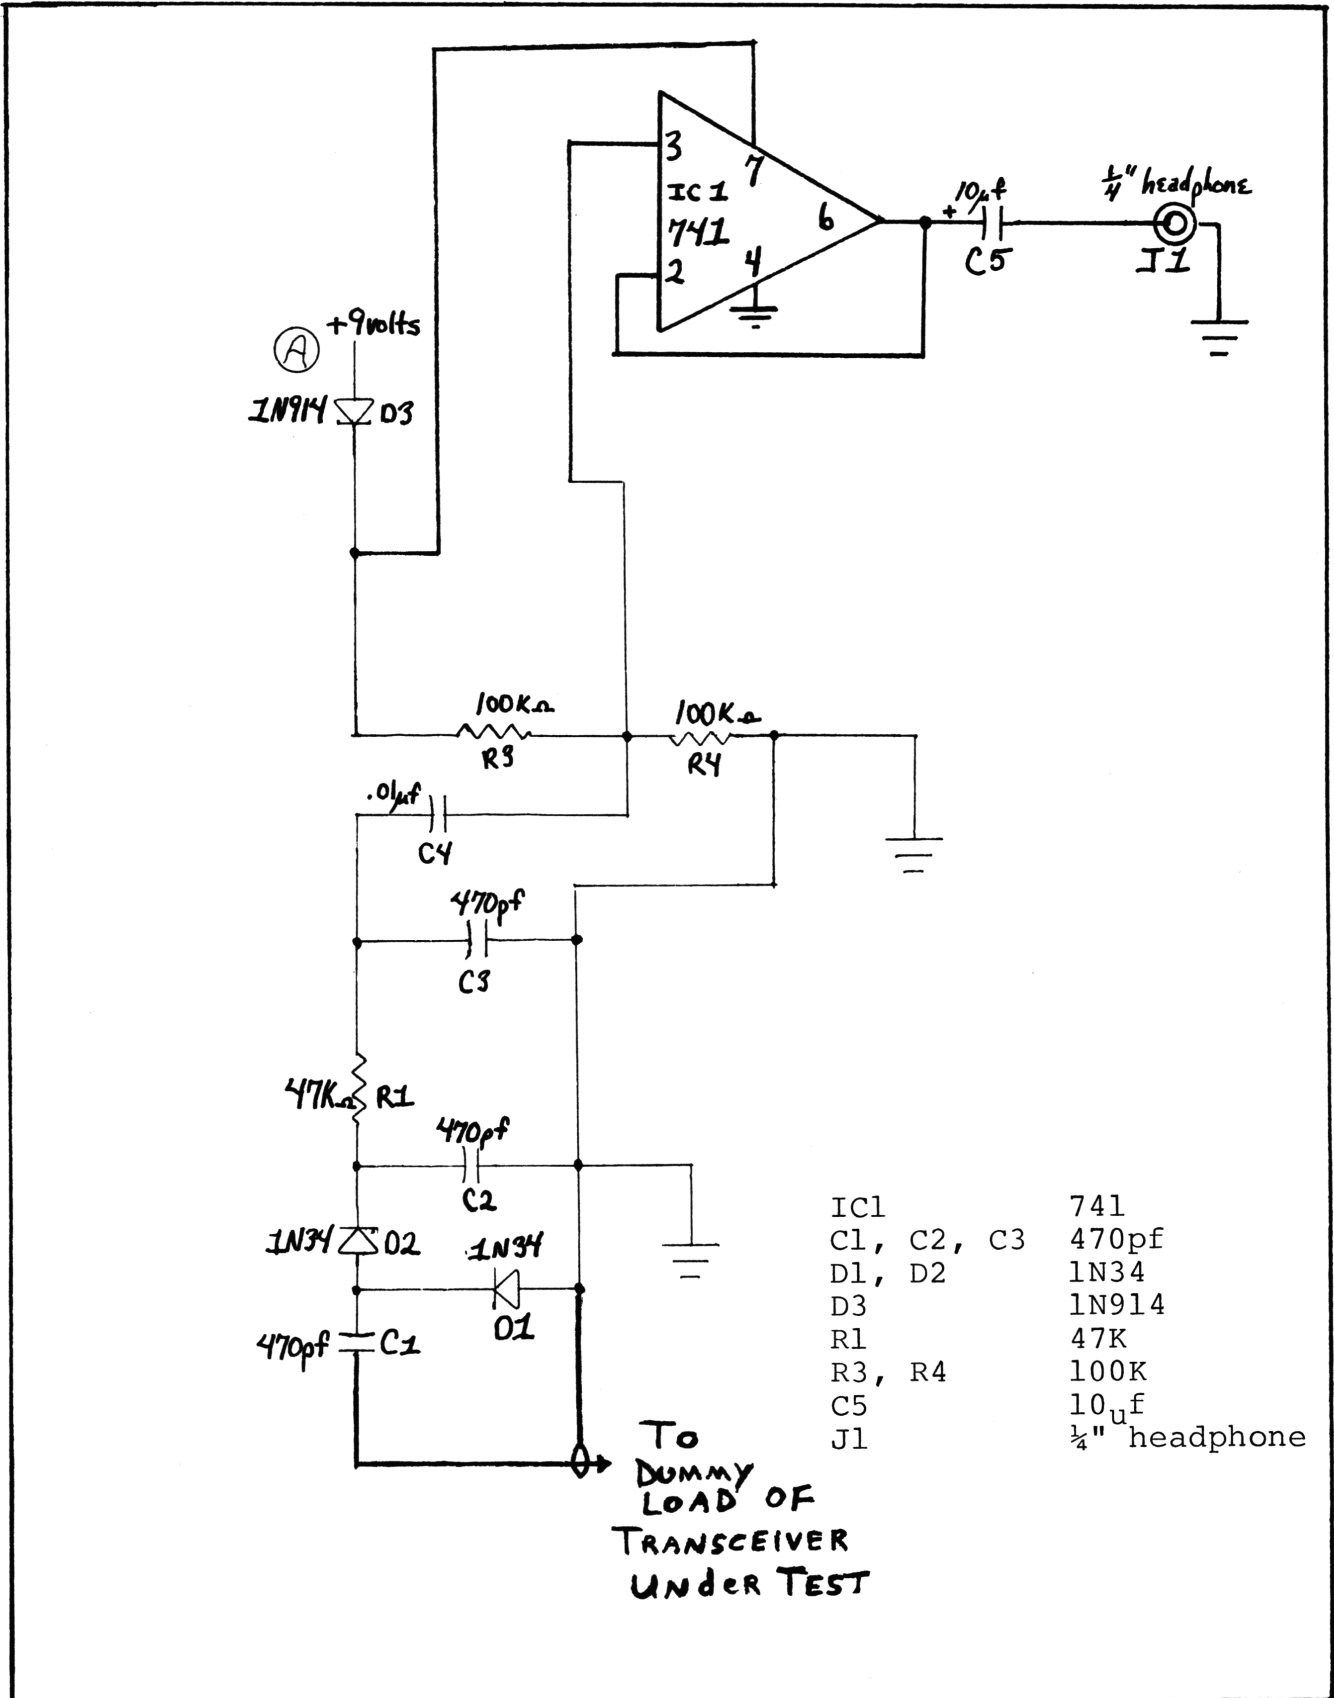 3
7
IC1
741
6
2
4
+ 10µf
C5
¼" headphone
J1
+9volts
A
1N914 D3
100KΩ
R3
100KΩ
R4
.01µf
C4
470pf
C3
47KΩ R1
470pf
C2
1N34 D2
1N34
D1
470pf C1
IC1 741
C1, C2, C3 470pf
D1, D2 1N34
D3 1N914
R1 47K
R3, R4 100K
C5 10uf
J1 ¼" headphone
To
DUMMY
LOAD OF
TRANSCEIVER
UNdeR TEST